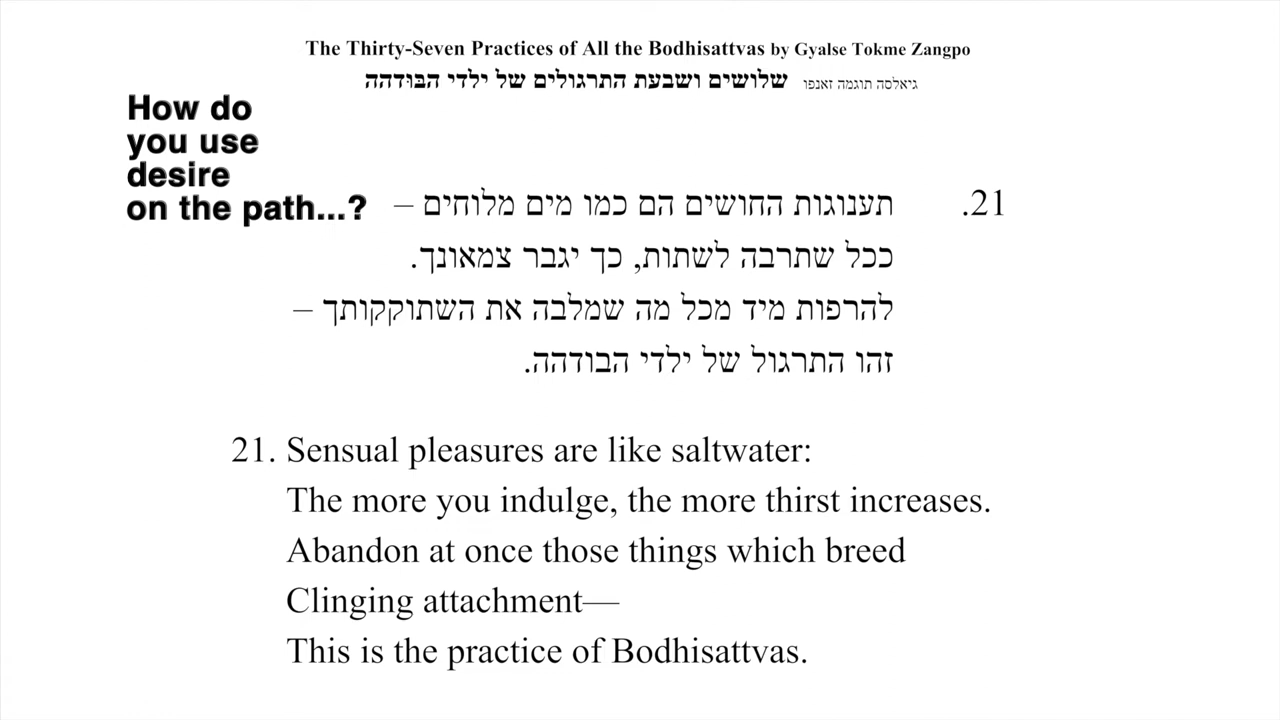 The Thirty-Seven Practices of All the Bodhisattvas by Gyalse Tokme Zangpo
שלושים ושבעת התרגולים של ילדי הבּוּדהה גיאלסה תוגמה זאנפו
How do
you use
desire
on the path...?
21. תענוגות החושים הם כמו מים מלוחים –
ככל שתרבה לשתות, כך יגבר צמאונך.
להרפות מיד מכל מה שמלבה את השתוקקותך –
זהו התרגול של ילדי הבודהה.
21. Sensual pleasures are like saltwater:
The more you indulge, the more thirst increases.
Abandon at once those things which breed
Clinging attachment—
This is the practice of Bodhisattvas.